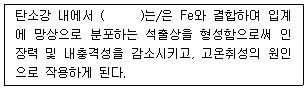 탄소강 내에서 (      )는/은 Fe와 결합하여 입계
에 망상으로 분포하는 석출상을 형성함으로써 인
장력 및 내충격성을 감소시키고, 고온취성의 원인
으로 작용하게 된다.